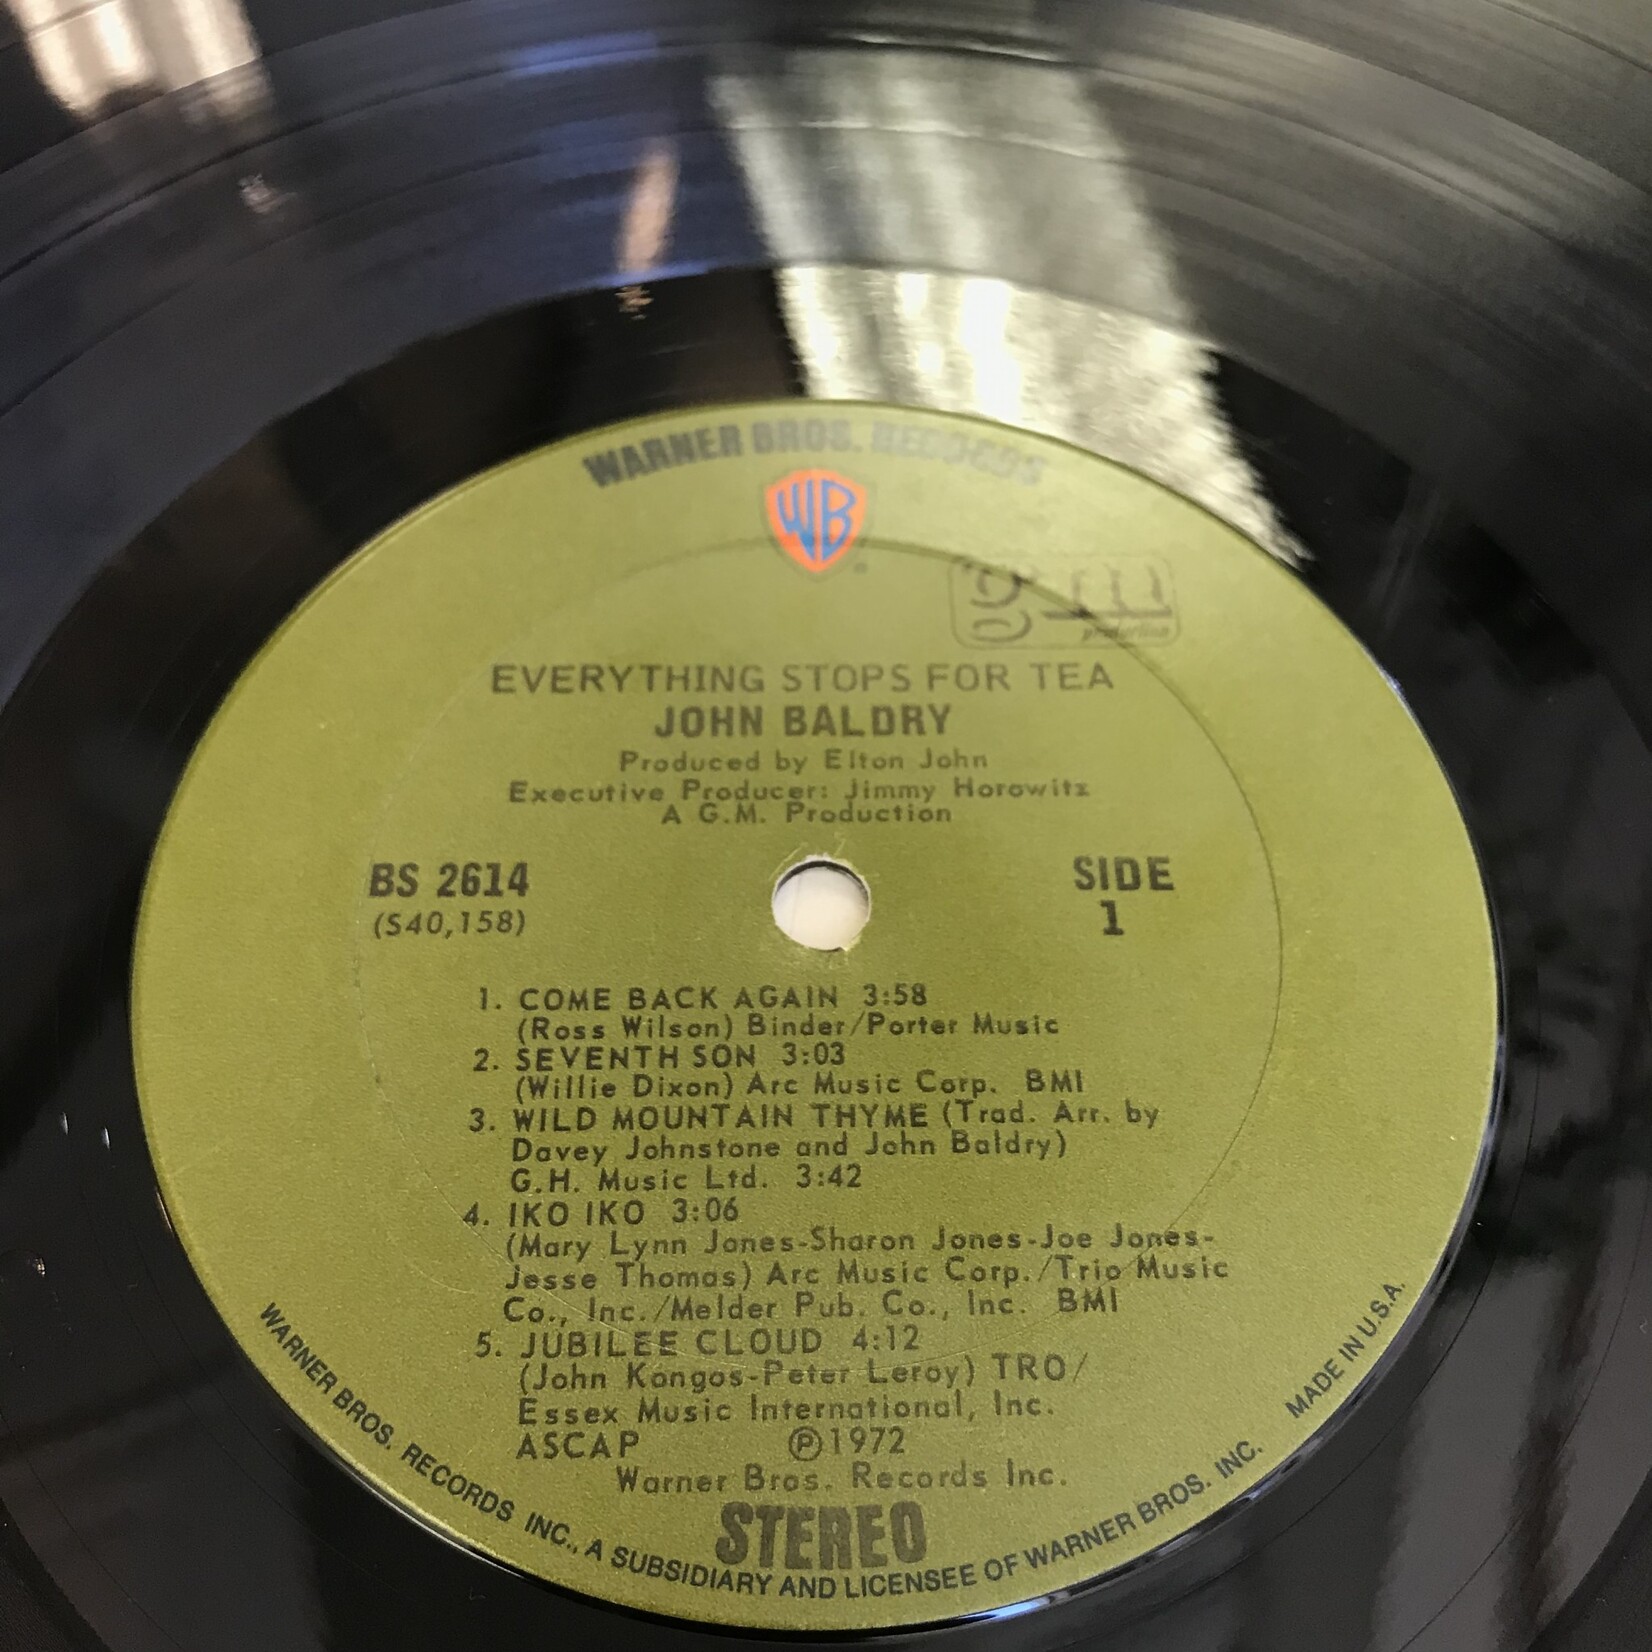 WARNER BROS. RECORDS
WB
gm
production
EVERYTHING STOPS FOR TEA
JOHN BALDRY
Produced by Elton John
Executive Producer: Jimmy Horowitz
A G.M. Production
BS 2614
(S40,158)
SIDE
1
1. COME BACK AGAIN 3:58
(Ross Wilson) Binder/Porter Music
2. SEVENTH SON 3:03
(Willie Dixon) Arc Music Corp. BMI
3. WILD MOUNTAIN THYME (Trad. Arr. by
Davey Johnstone and John Baldry)
G.H. Music Ltd. 3:42
4. IKO IKO 3:06
(Mary Lynn Jones-Sharon Jones-Joe Jones-
Jesse Thomas) Arc Music Corp./Trio Music
Co., Inc./Melder Pub. Co., Inc. BMI
5. JUBILEE CLOUD 4:12
(John Kongos-Peter Leroy) TRO/
Essex Music International, Inc.
ASCAP ℗1972
Warner Bros. Records Inc.
STEREO
WARNER BROS. RECORDS INC., A SUBSIDIARY AND LICENSEE OF WARNER BROS. INC. MADE IN U.S.A.